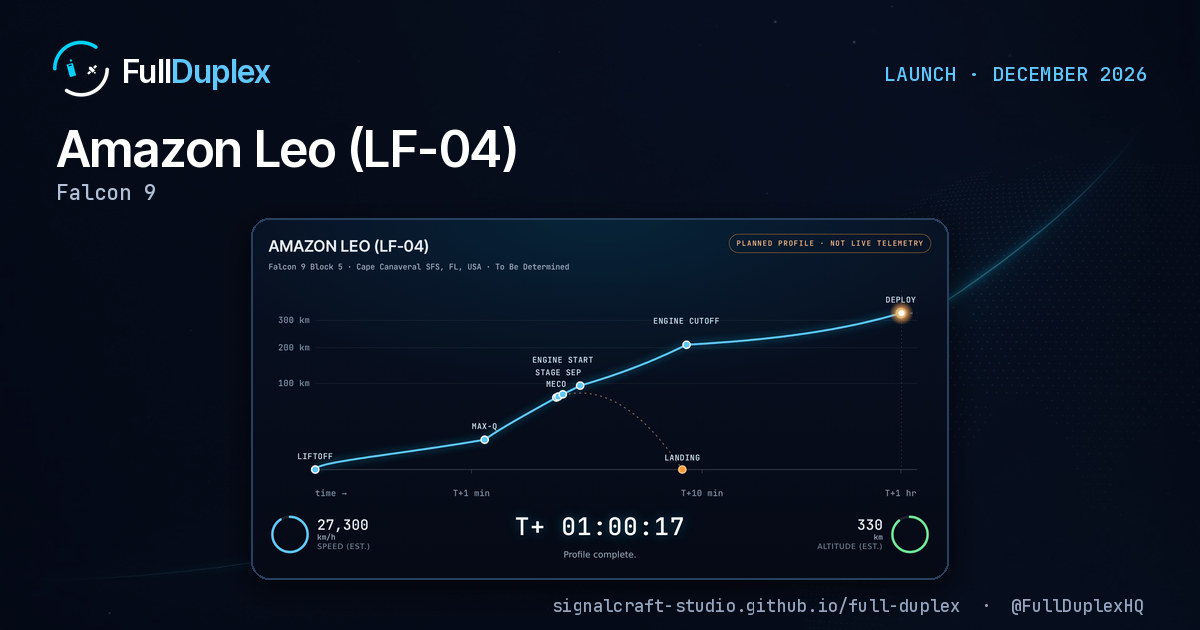 FullDuplex
LAUNCH · DECEMBER 2026
Amazon Leo (LF-04)
Falcon 9
AMAZON LEO (LF-04)
PLANNED PROFILE · NOT LIVE TELEMETRY
Falcon 9 Block 5 · Cape Canaveral SFS, FL, USA · To Be Determined
DEPLOY
300 km
ENGINE CUTOFF
200 km
ENGINE START
STAGE SEP
100 km
MECO
MAX-Q
LIFTOFF
LANDING
time →
T+1 min
T+10 min
T+1 hr
27,300
km/h
SPEED (EST.)
T+ 01:00:17
Profile complete.
330
km
ALTITUDE (EST.)
signalcraft-studio.github.io/full-duplex · @FullDuplexHQ